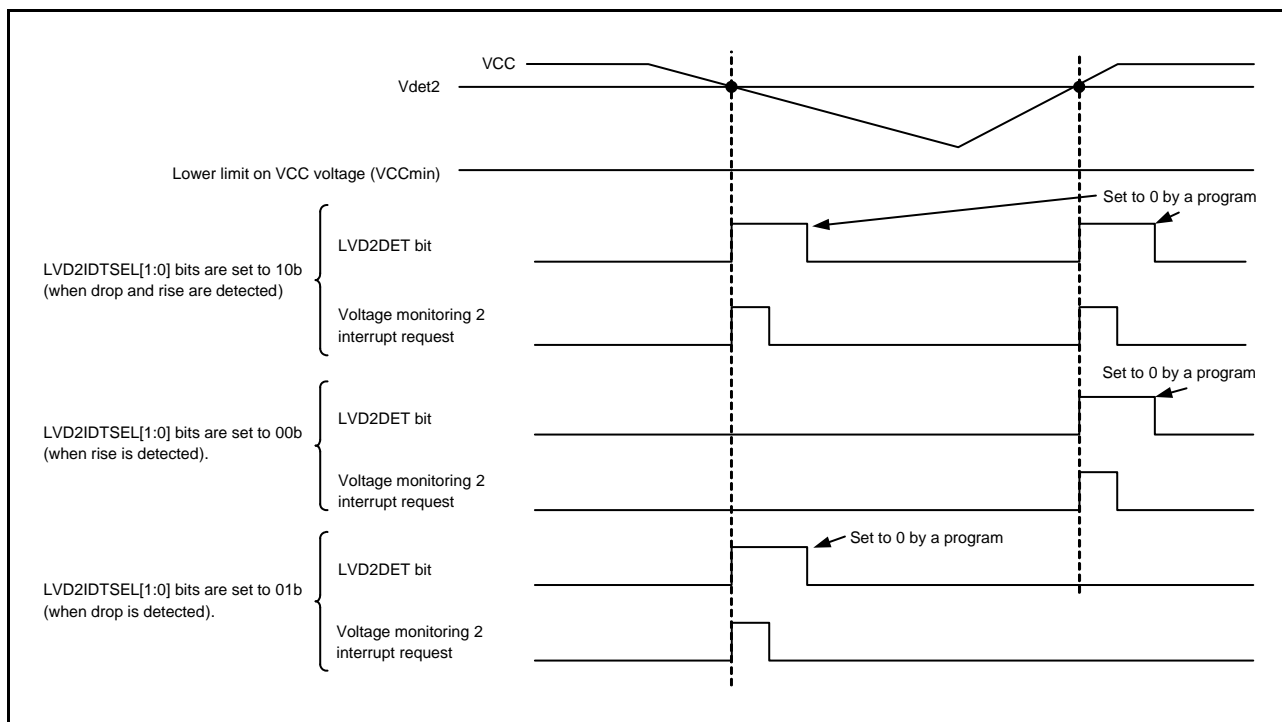 VCC
Vdet2
Lower limit on VCC voltage (VCCmin)
Set to 0 by a program
LVD2IDTSEL[1:0] bits are set to 10b
(when drop and rise are detected)
LVD2DET bit
Voltage monitoring 2
interrupt request
Set to 0 by a program
LVD2IDTSEL[1:0] bits are set to 00b
(when rise is detected).
LVD2DET bit
Voltage monitoring 2
interrupt request
Set to 0 by a program
LVD2IDTSEL[1:0] bits are set to 01b
(when drop is detected).
LVD2DET bit
Voltage monitoring 2
interrupt request